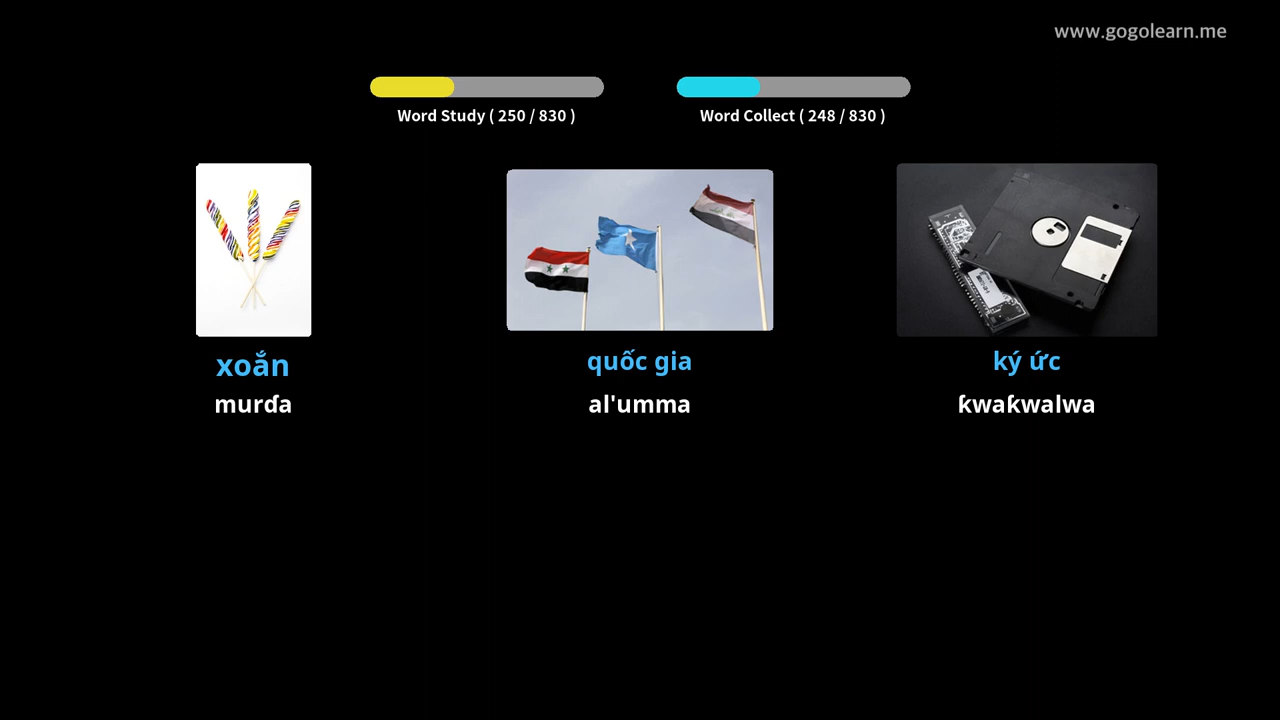 www.gogolearn.me
Word Study ( 250 / 830 )
Word Collect ( 248 / 830 )
xoắn
murɗa
quốc gia
al'umma
ký ức
ƙwaƙwalwa